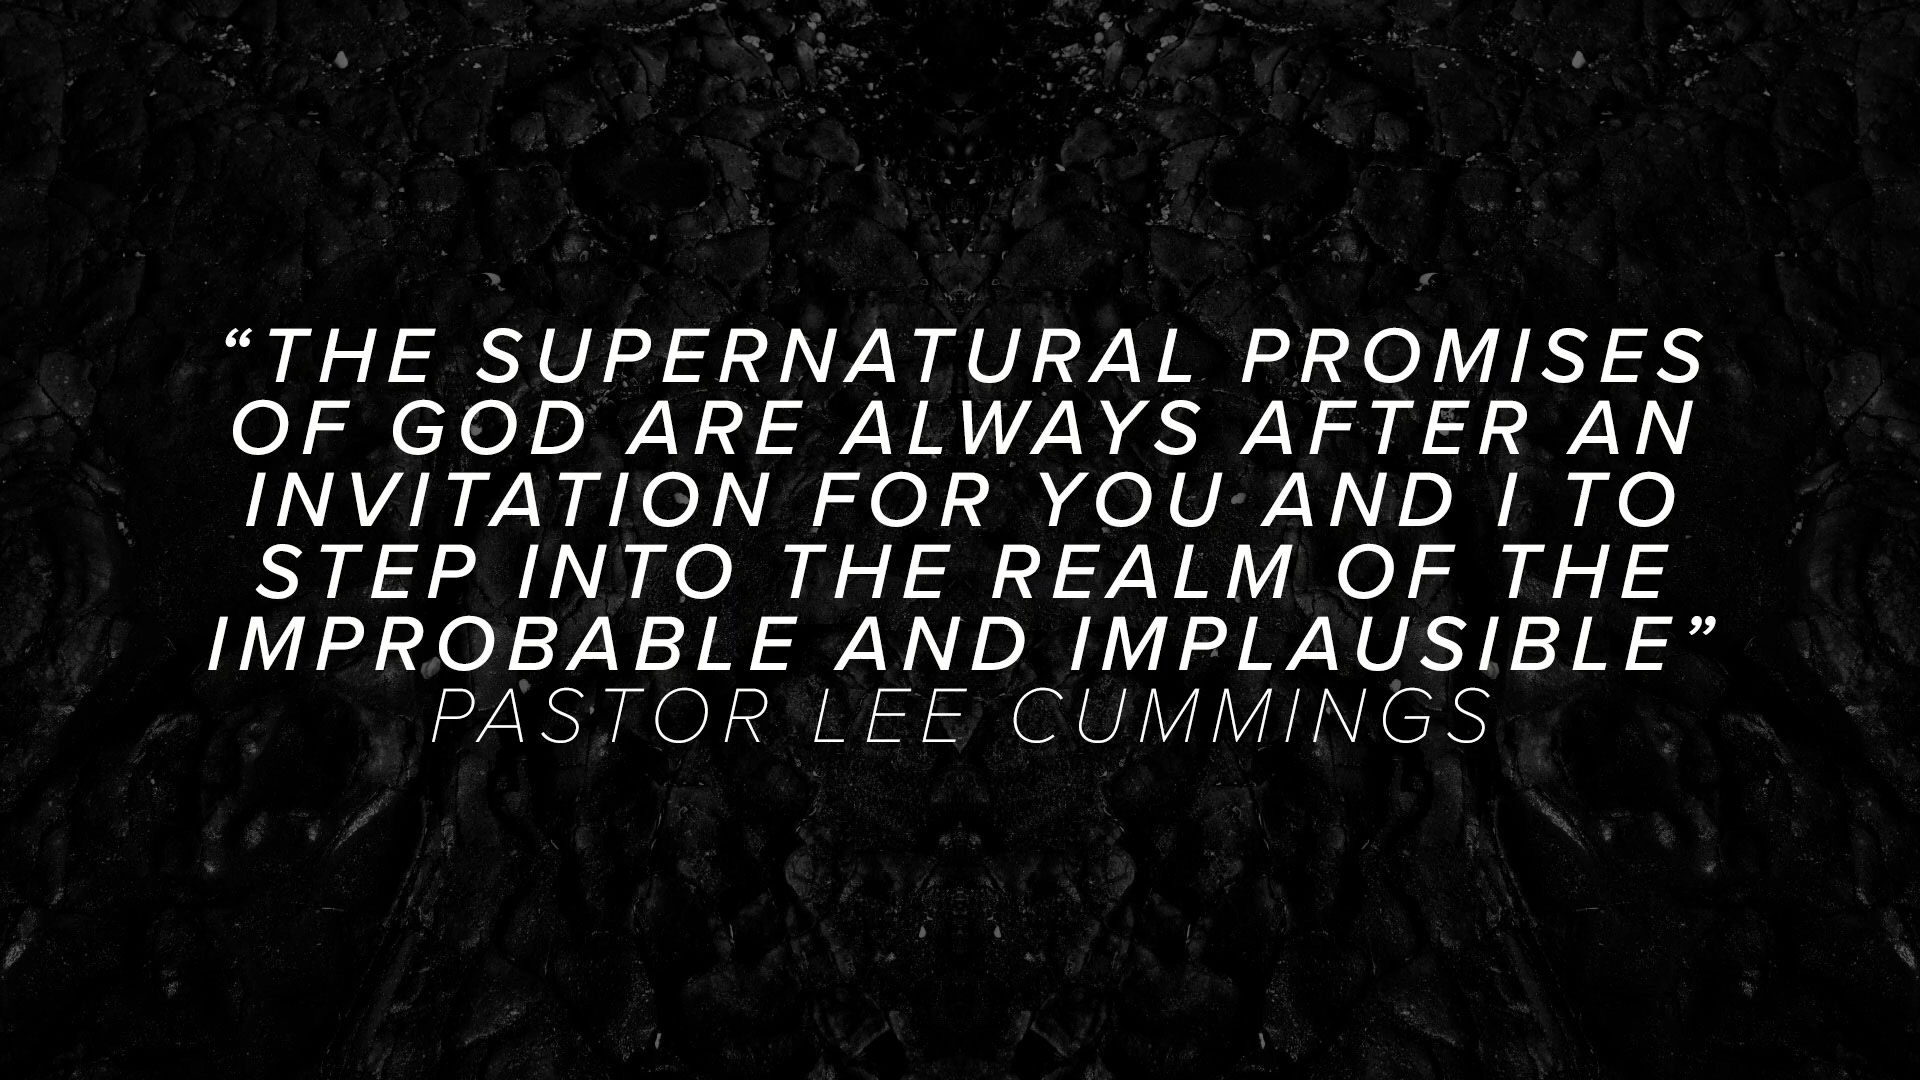 “THE SUPERNATURAL PROMISES
OF GOD ARE ALWAYS AFTER AN
INVITATION FOR YOU AND I TO
STEP INTO THE REALM OF THE
IMPROBABLE AND IMPLAUSIBLE”
PASTOR LEE CUMMINGS